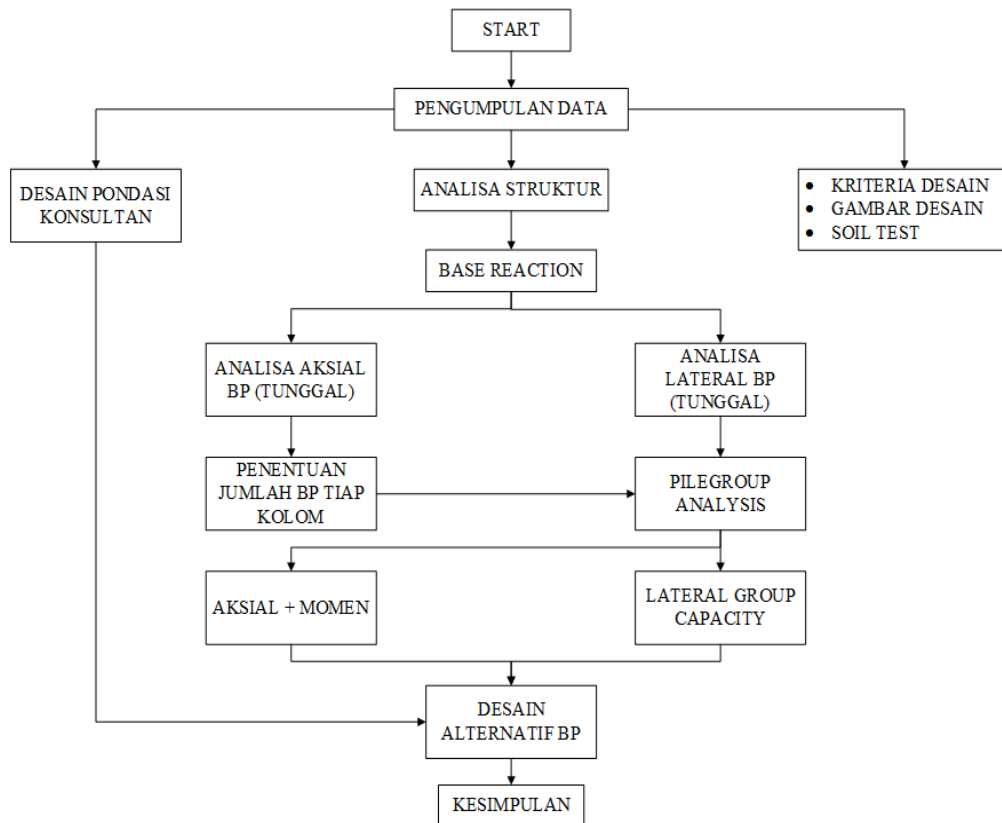 START
PENGUMPULAN DATA
DESAIN PONDASI
KONSULTAN
ANALISA STRUKTUR
• KRITERIA DESAIN
• GAMBAR DESAIN
• SOIL TEST
BASE REACTION
ANALISA AKSIAL
BP (TUNGGAL)
ANALISA
LATERAL BP
(TUNGGAL)
PENENTUAN
JUMLAH BP TIAP
KOLOM
PILEGROUP
ANALYSIS
AKSIAL + MOMEN
LATERAL GROUP
CAPACITY
DESAIN
ALTERNATIF BP
KESIMPULAN